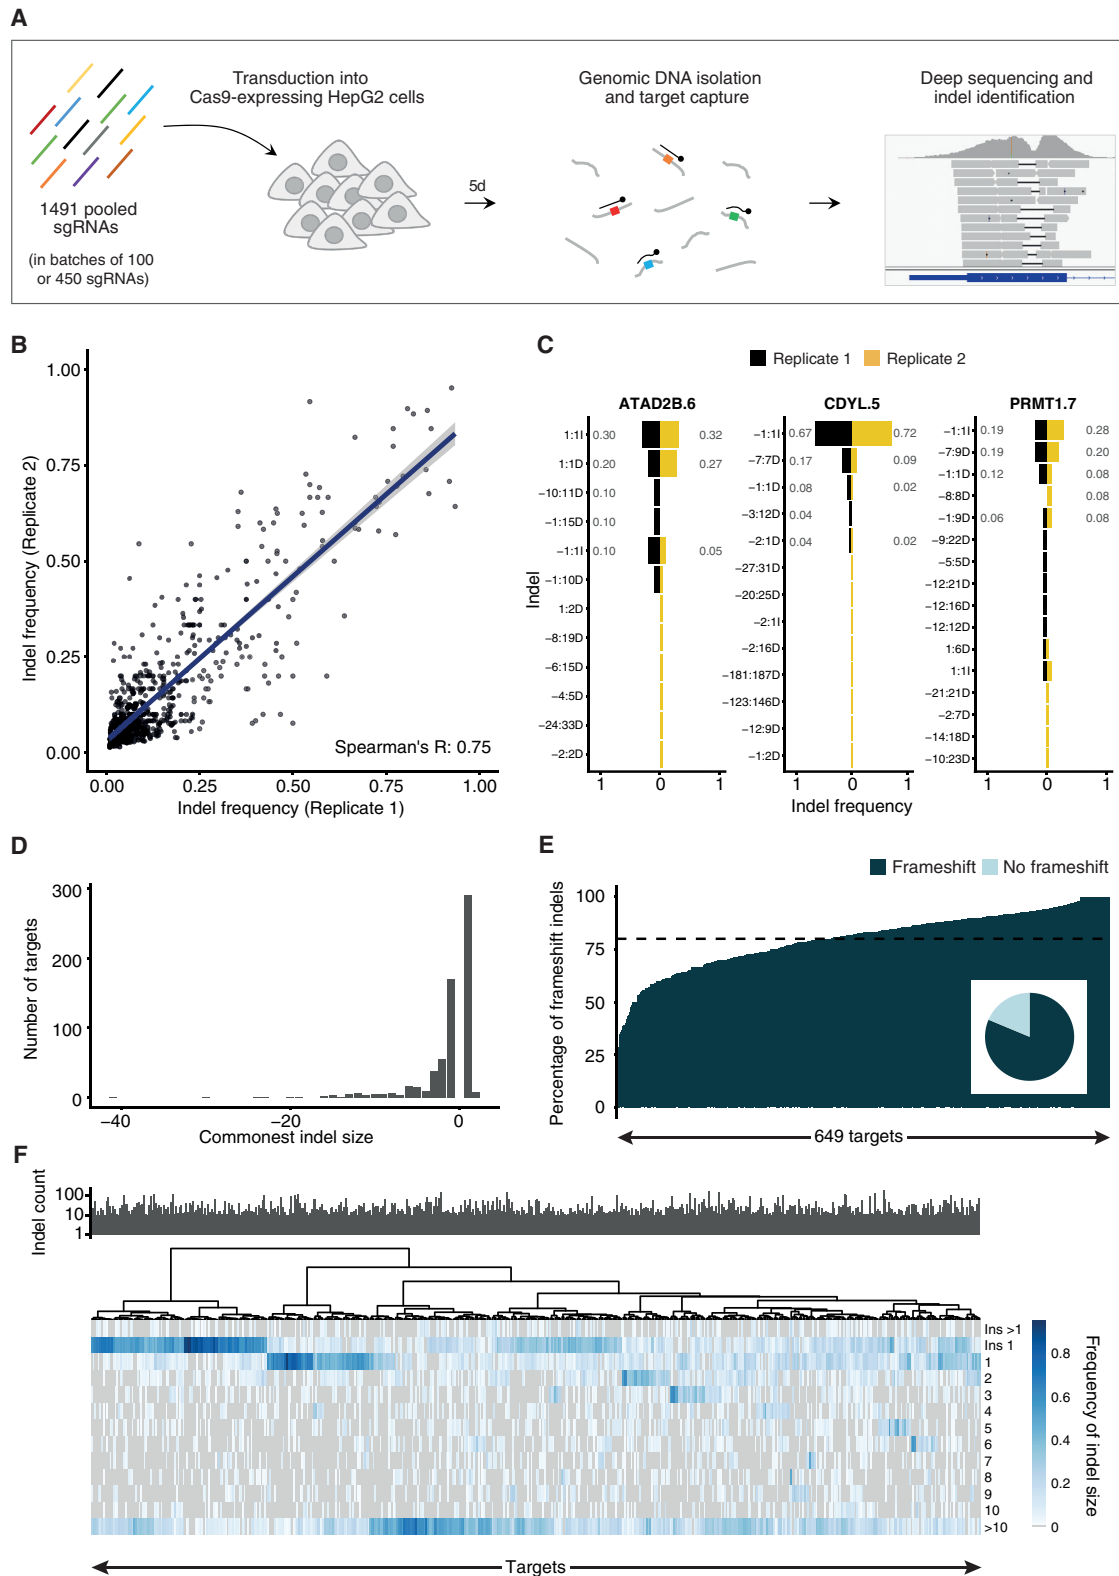 A
Transduction into
Cas9-expressing HepG2 cells
Genomic DNA isolation
and target capture
Deep sequencing and
indel identification
1491 pooled
sgRNAs
(in batches of 100
or 450 sgRNAs)
5d
B
Indel frequency (Replicate 2)
1.00
0.75
0.50
0.25
0.00
Spearman's R: 0.75
0.00 0.25 0.50 0.75 1.00
Indel frequency (Replicate 1)
C
Replicate 1 Replicate 2
Indel
ATAD2B.6
1:1I 0.30 0.32
1:1D 0.20 0.27
−10:11D 0.10
−1:15D 0.10
−1:1I 0.10 0.05
−1:10D
1:2D
−8:19D
−6:15D
−4:5D
−24:33D
−2:2D
1 0 1
CDYL.5
−1:1I 0.67 0.72
−7:7D 0.17 0.09
−1:1D 0.08 0.02
−3:12D 0.04
−2:1D 0.04 0.02
−27:31D
−20:25D
−2:1I
−2:16D
−181:187D
−123:146D
−12:9D
−1:2D
1 0 1
PRMT1.7
−1:1I 0.19 0.28
−7:9D 0.19 0.20
−1:1D 0.12 0.08
−8:8D 0.08
−1:9D 0.06 0.08
−9:22D
−5:5D
−12:21D
−12:16D
−12:12D
1:6D
1:1I
−21:21D
−2:7D
−14:18D
−10:23D
1 0 1
Indel frequency
D
Number of targets
300
200
100
0
−40 −20 0
Commonest indel size
E
Frameshift No frameshift
Percentage of frameshift indels
100
75
50
25
0
649 targets
F
Indel count
100
10
1
Ins >1
Ins 1
1
2
3
4
5
6
7
8
9
10
>10
Frequency of indel size
0.8
0.6
0.4
0.2
0
Targets